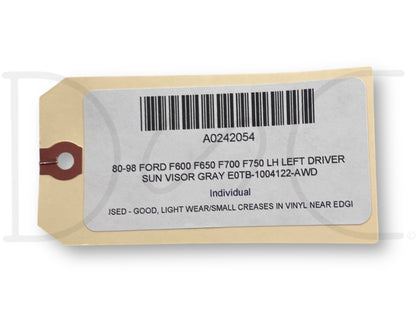 A0242054
80-98 FORD F600 F650 F700 F750 LH LEFT DRIVER
SUN VISOR GRAY E0TB-1004122-AWD
Individual
USED - GOOD, LIGHT WEAR/SMALL CREASES IN VINYL NEAR EDGI